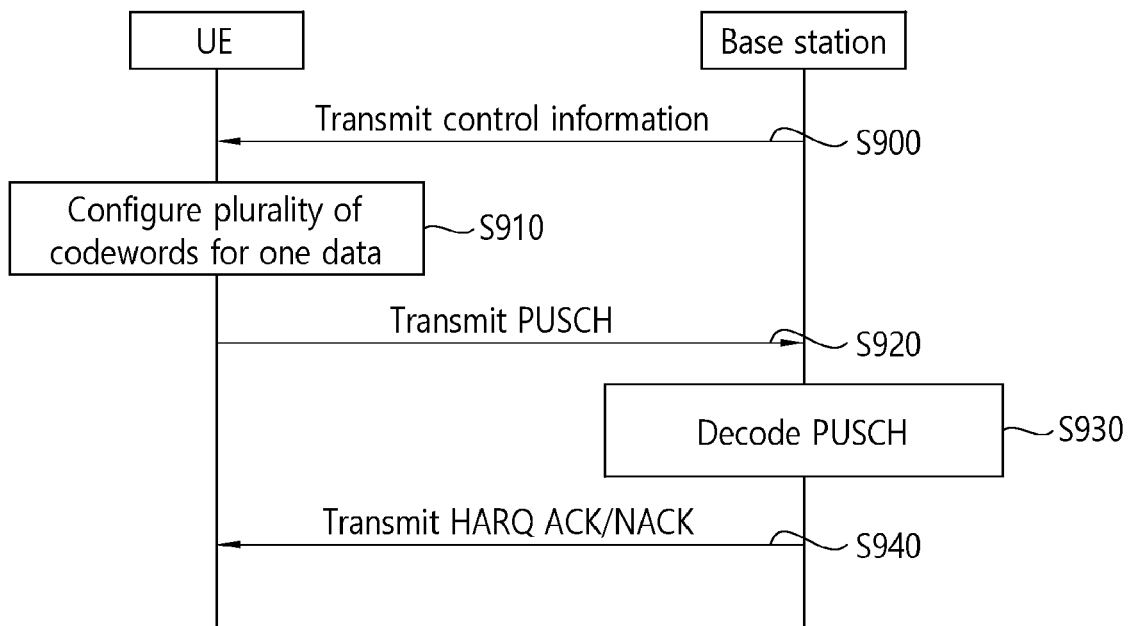 UE
Base station
Transmit control information
S900
Configure plurality of
codewords for one data
S910
Transmit PUSCH
S920
Decode PUSCH
S930
Transmit HARQ ACK/NACK
S940